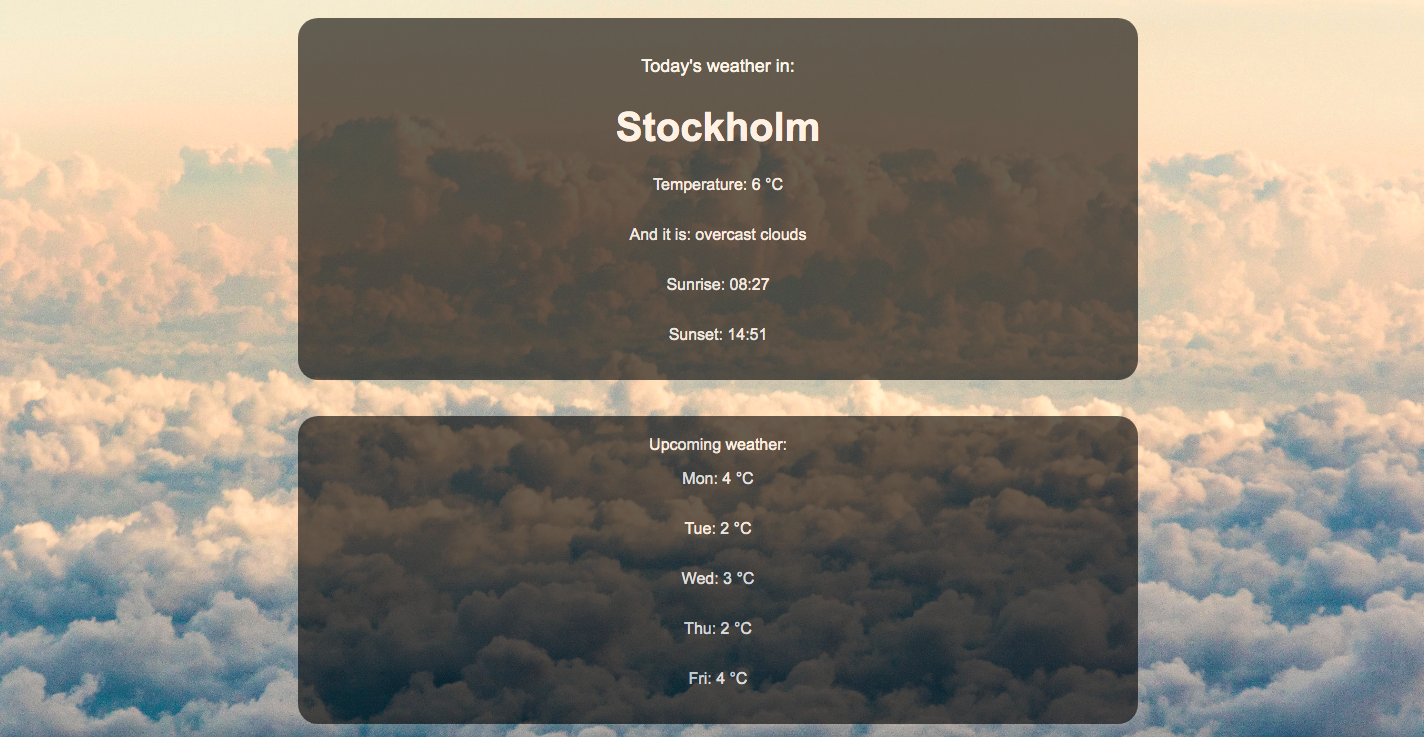 Today's weather in:
Stockholm
Temperature: 6 °C
And it is: overcast clouds
Sunrise: 08:27
Sunset: 14:51
Upcoming weather:
Mon: 4 °C
Tue: 2 °C
Wed: 3 °C
Thu: 2 °C
Fri: 4 °C